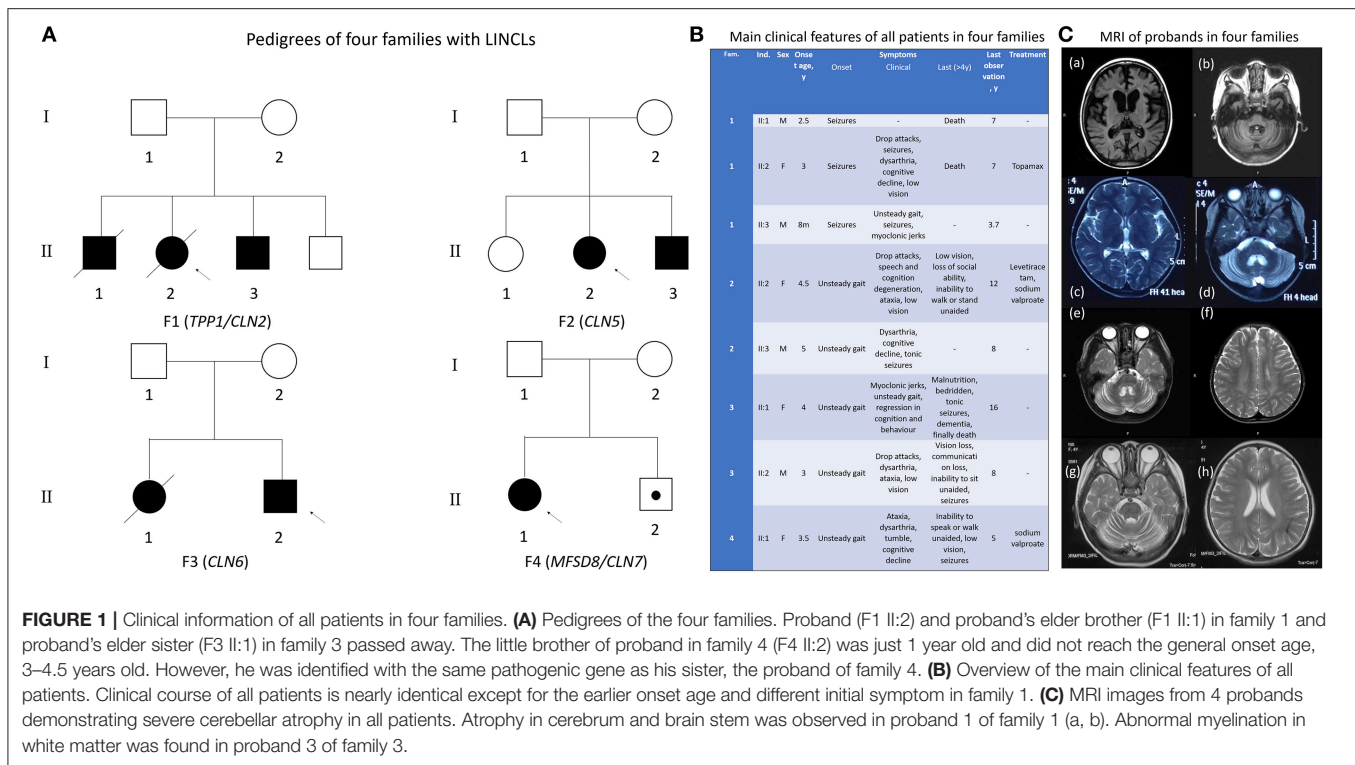 A
Pedigrees of four families with LINCLs
I
1 2
II
1 2 3
F1 (TPP1/CLN2)
I
1 2
II
1 2 3
F2 (CLN5)
I
1 2
II
1 2
F3 (CLN6)
I
1 2
II
1 2
F4 (MFSD8/CLN7)
B
Main clinical features of all patients in four families
Fam. Ind. Sex Onse Symptoms Last Treatment
t age, Onset Clinical Last (>4y) obser
y vation
, y
1 II:1 M 2.5 Seizures - Death 7 -
Drop attacks,
seizures,
dysarthria,
1 II:2 F 3 Seizures cognitive Death 7 Topamax
decline, low
vision
Unsteady gait,
1 II:3 M 8m Seizures seizures, - 3.7 -
myoclonic jerks
Drop attacks, Low vision,
speech and loss of social Levetirace
2 II:2 F 4.5 Unsteady gait cognition ability, 12 tam,
degeneration, inability to sodium
ataxia, low walk or stand valproate
vision unaided
Dysarthria,
2 II:3 M 5 Unsteady gait cognitive - 8 -
decline, tonic
seizures
Malnutrition,
Myoclonic jerks, bedridden,
3 II:1 F 4 Unsteady gait unsteady gait, tonic 16 -
regression in seizures,
cognition and dementia,
behaviour finally death
Vision loss,
Drop attacks, communicati
3 II:2 M 3 Unsteady gait dysarthria, on loss, 8 -
ataxia, low inability to sit
vision unaided,
seizures
Ataxia, Inability to
dysarthria, speak or walk
4 II:1 F 3.5 Unsteady gait tumble, unaided, low 5 sodium
cognitive vision, valproate
decline seizures
C
MRI of probands in four families
(a) (b)
c 4
SE/M
9
A
L
5 cm
(c) FH 41 hea
c 4
SE/M
14
A
L
5 cm
(d) FH 4 head
(e) (f)
(g) (h)
FIGURE 1 | Clinical information of all patients in four families. (A) Pedigrees of the four families. Proband (F1 II:2) and proband's elder brother (F1 II:1) in family 1 and
proband's elder sister (F3 II:1) in family 3 passed away. The little brother of proband in family 4 (F4 II:2) was just 1 year old and did not reach the general onset age,
3–4.5 years old. However, he was identified with the same pathogenic gene as his sister, the proband of family 4. (B) Overview of the main clinical features of all
patients. Clinical course of all patients is nearly identical except for the earlier onset age and different initial symptom in family 1. (C) MRI images from 4 probands
demonstrating severe cerebellar atrophy in all patients. Atrophy in cerebrum and brain stem was observed in proband 1 of family 1 (a, b). Abnormal myelination in
white matter was found in proband 3 of family 3.